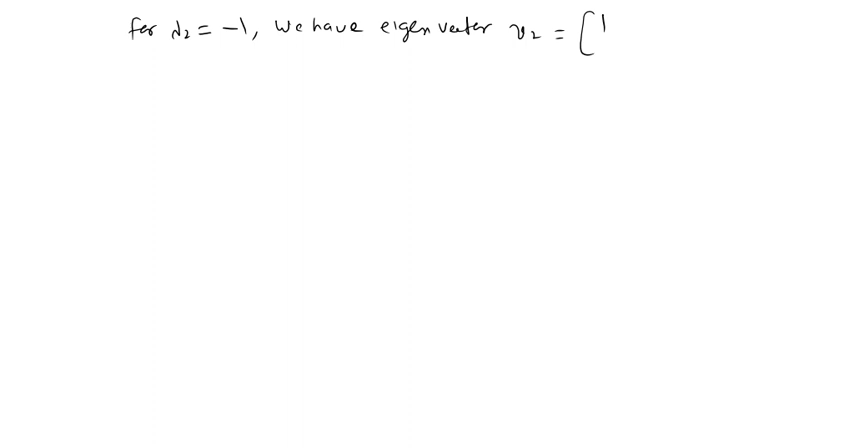 For λ₂ = -1, we have eigenvector v₂ = [1